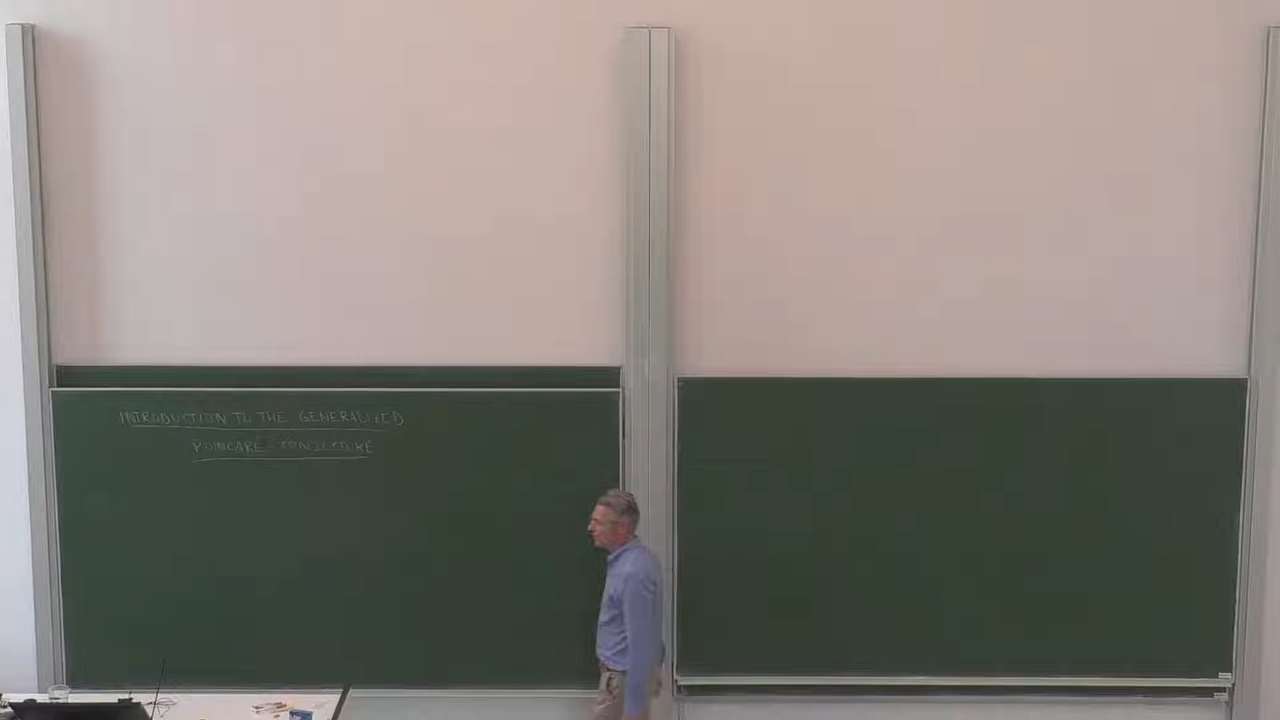 INTRODUCTION TO THE GENERALIZED
POINCARE - CONJECTURE